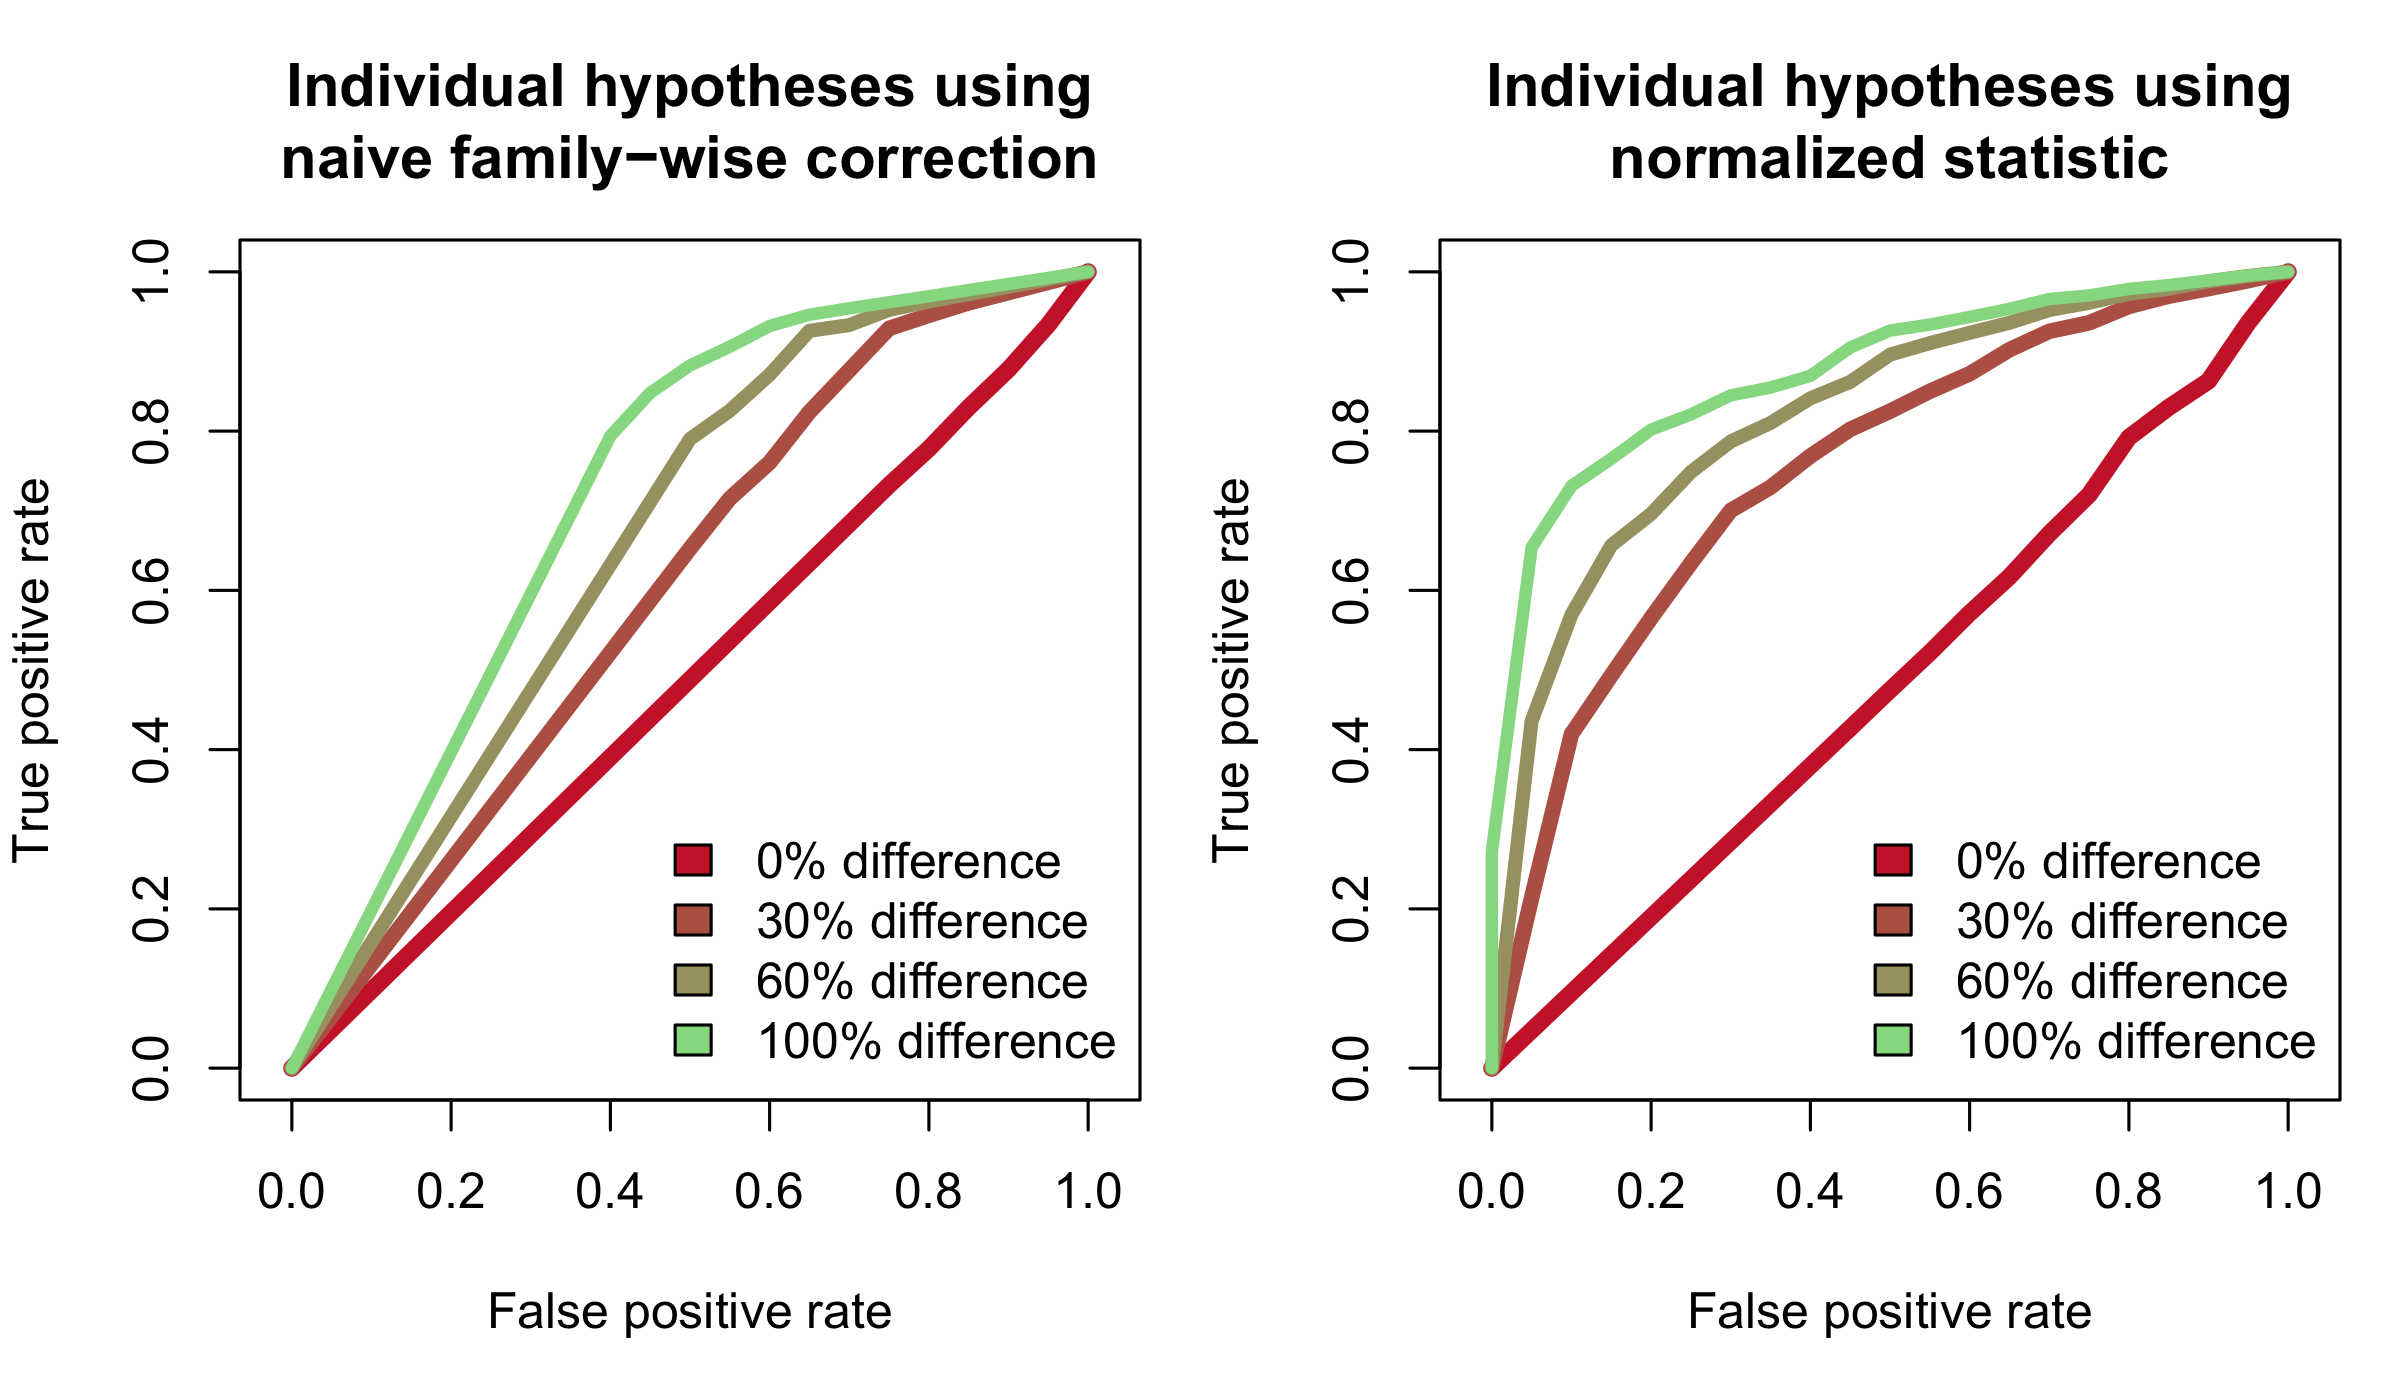 Individual hypotheses using
naive family−wise correction
True positive rate
1.0
0.8
0.6
0.4
0.2
0.0
0% difference
30% difference
60% difference
100% difference
0.0 0.2 0.4 0.6 0.8 1.0
False positive rate
Individual hypotheses using
normalized statistic
True positive rate
1.0
0.8
0.6
0.4
0.2
0.0
0% difference
30% difference
60% difference
100% difference
0.0 0.2 0.4 0.6 0.8 1.0
False positive rate